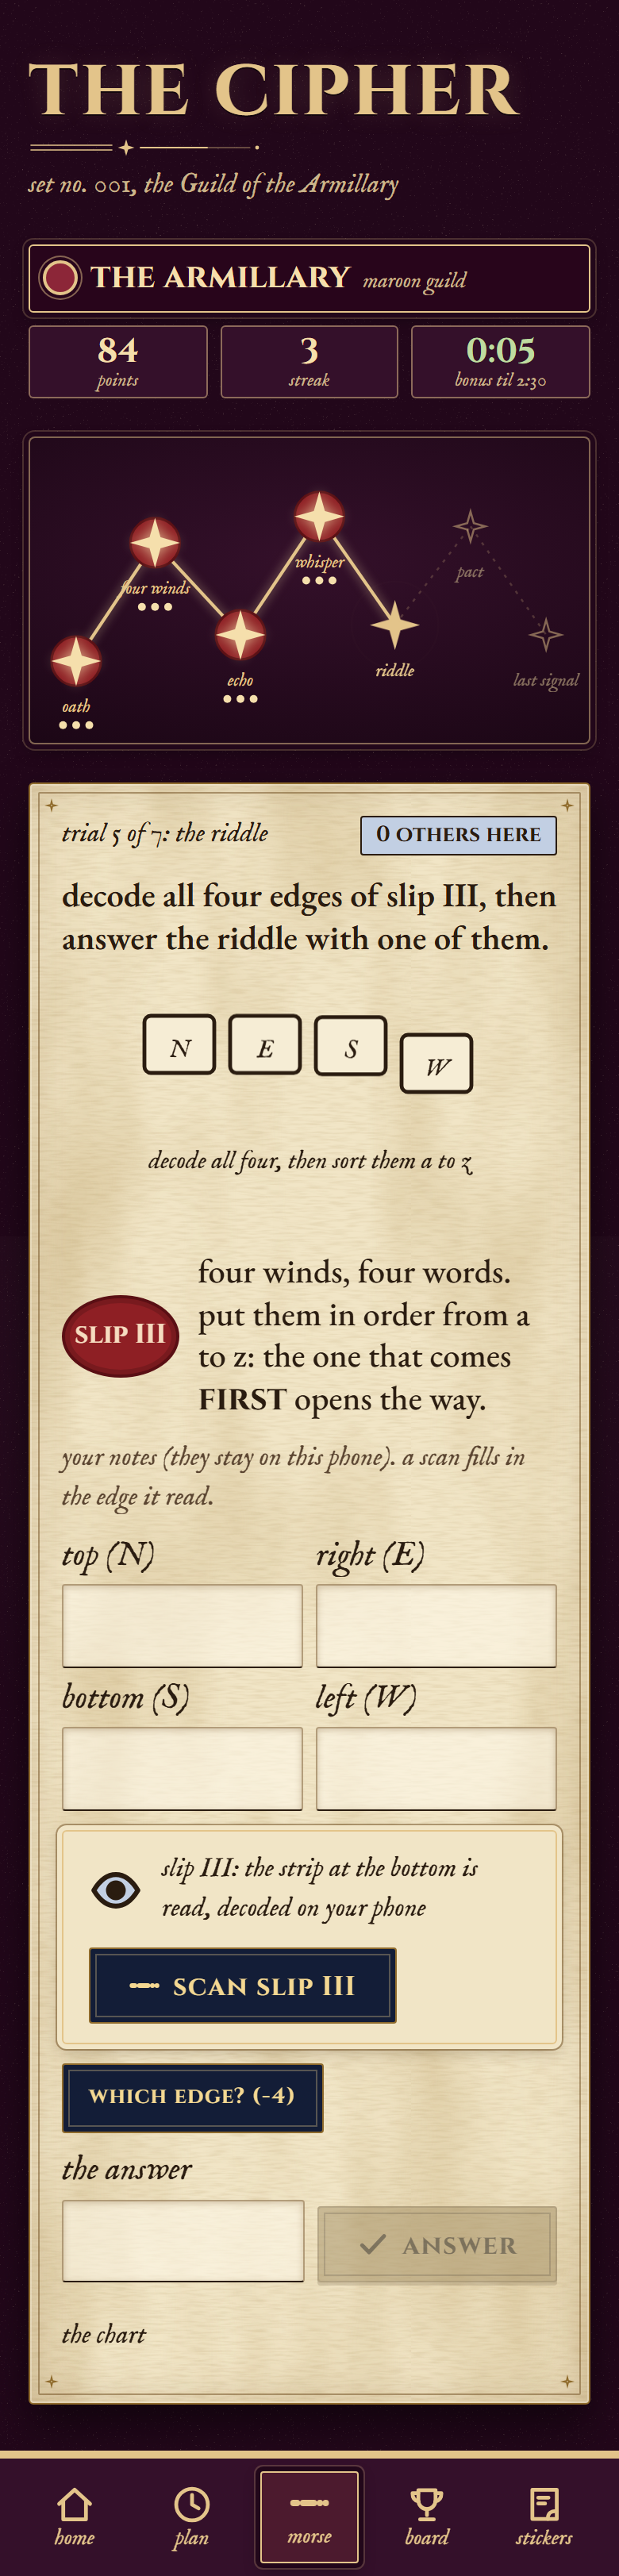 THE CIPHER
set no. 001, the Guild of the Armillary
THE ARMILLARY maroon guild
84
points
3
streak
0:05
bonus til 2:30
four winds
whisper
pact
oath
echo
riddle
last signal
trial 5 of 7: the riddle
0 OTHERS HERE
decode all four edges of slip III, then
answer the riddle with one of them.
N E S W
decode all four, then sort them a to z
SLIP III
four winds, four words.
put them in order from a
to z: the one that comes
FIRST opens the way.
your notes (they stay on this phone). a scan fills in
the edge it read.
top (N)
right (E)
bottom (S)
left (W)
slip III: the strip at the bottom is
read, decoded on your phone
SCAN SLIP III
WHICH EDGE? (-4)
the answer
ANSWER
the chart
home
plan
morse
board
stickers